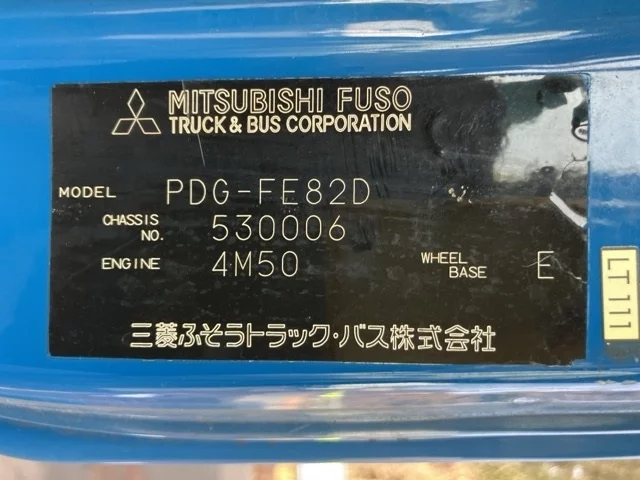 MITSUBISHI FUSO
TRUCK & BUS CORPORATION
MODEL PDG-FE82D
CHASSIS NO. 530006
ENGINE 4M50 WHEEL BASE E
三菱ふそうトラック・バス株式会社
LT111